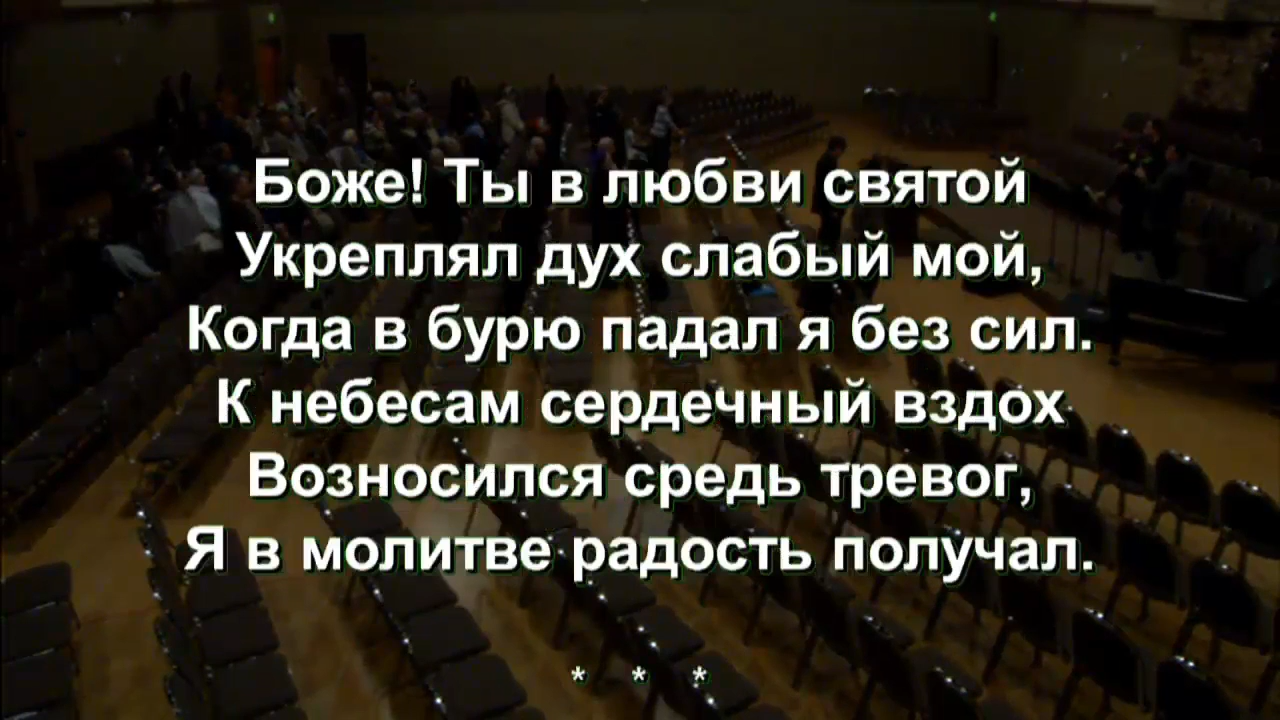 Боже! Ты в любви святой
Укреплял дух слабый мой,
Когда в бурю падал я без сил.
К небесам сердечный вздох
Возносился средь тревог,
Я в молитве радость получал.
* * *